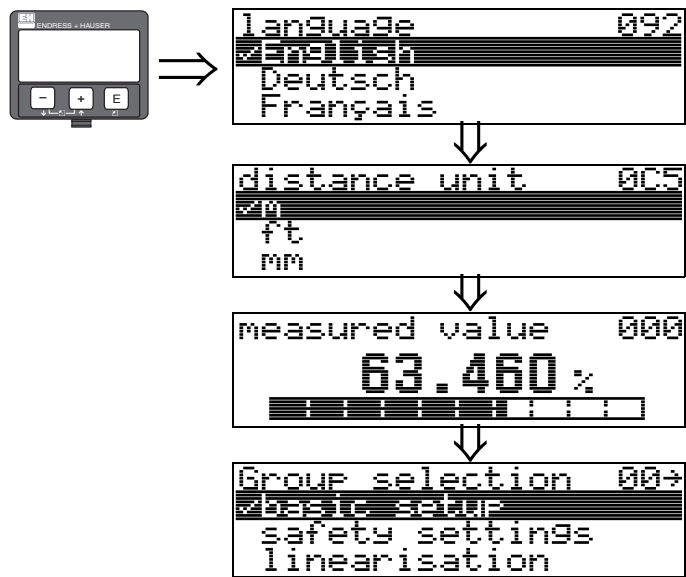 EH
ENDRESS + HAUSER
- + E
language 092
✓English
Deutsch
Français
distance unit 0C5
✓m
ft
mm
measured value 000
63.460 %
Group selection 00→
✓basic setup
safety settings
linearisation